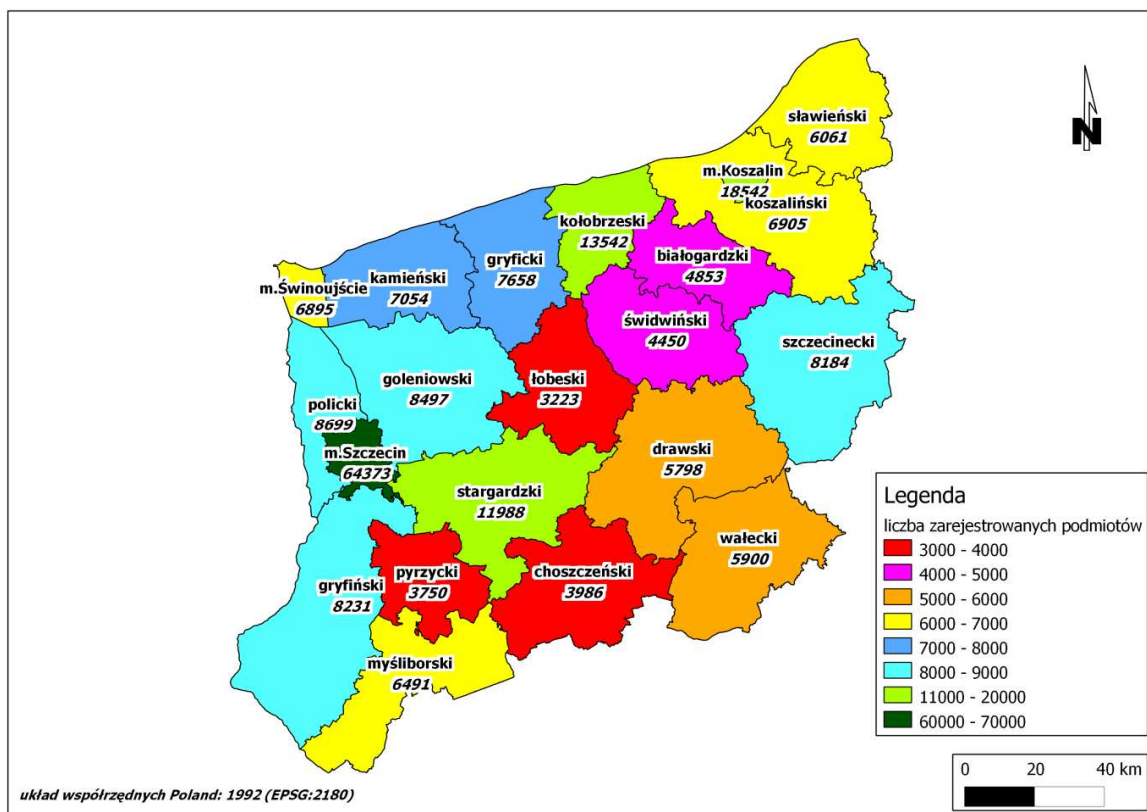 sławieński
6061
m.Koszalin
18542
koszaliński
6905
kołobrzeski
13542
białogardzki
4853
gryficki
7658
kamieński
7054
m.Świnoujście
6895
świdwiński
4450
szczecinecki
8184
goleniowski
8497
łobeski
3223
policki
8699
m.Szczecin
64373
drawski
5798
stargardzki
11988
wałecki
5900
choszczeński
3986
pyrzycki
3750
gryfiński
8231
myśliborski
6491
N
Legenda
liczba zarejestrowanych podmiotów
3000 - 4000
4000 - 5000
5000 - 6000
6000 - 7000
7000 - 8000
8000 - 9000
11000 - 20000
60000 - 70000
0 20 40 km
układ współrzędnych Poland: 1992 (EPSG:2180)